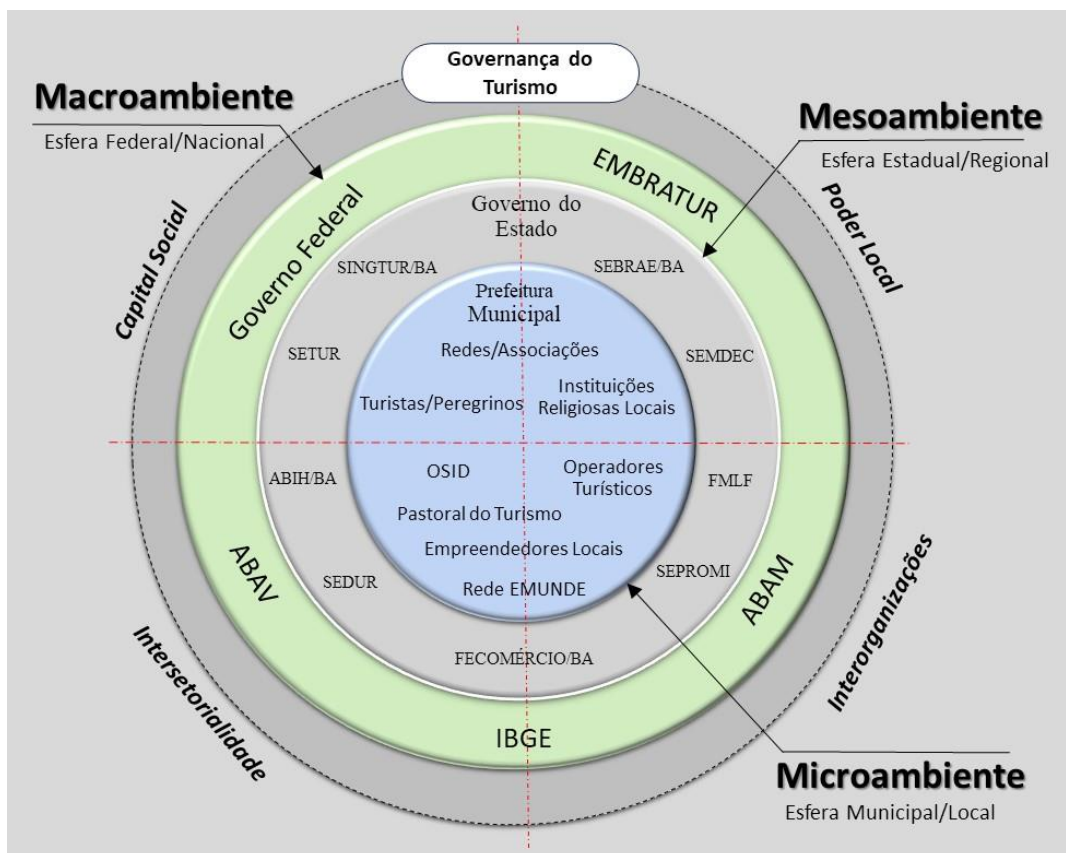 Governança do
Turismo
Macroambiente
Esfera Federal/Nacional
Mesoambiente
Esfera Estadual/Regional
Capital Social
Poder Local
Governo Federal
EMBRATUR
Governo do
Estado
SINGTUR/BA
SEBRAE/BA
Prefeitura
Municipal
SETUR
Redes/Associações
SEMDEC
Turistas/Peregrinos
Instituições
Religiosas Locais
ABIH/BA
OSID
Operadores
Turísticos
FMLF
Pastoral do Turismo
Empreendedores Locais
SEDUR
Rede EMUNDE
SEPROMI
ABAV
ABAM
FECOMÉRCIO/BA
IBGE
Intersetorialidade
Interorganizações
Microambiente
Esfera Municipal/Local